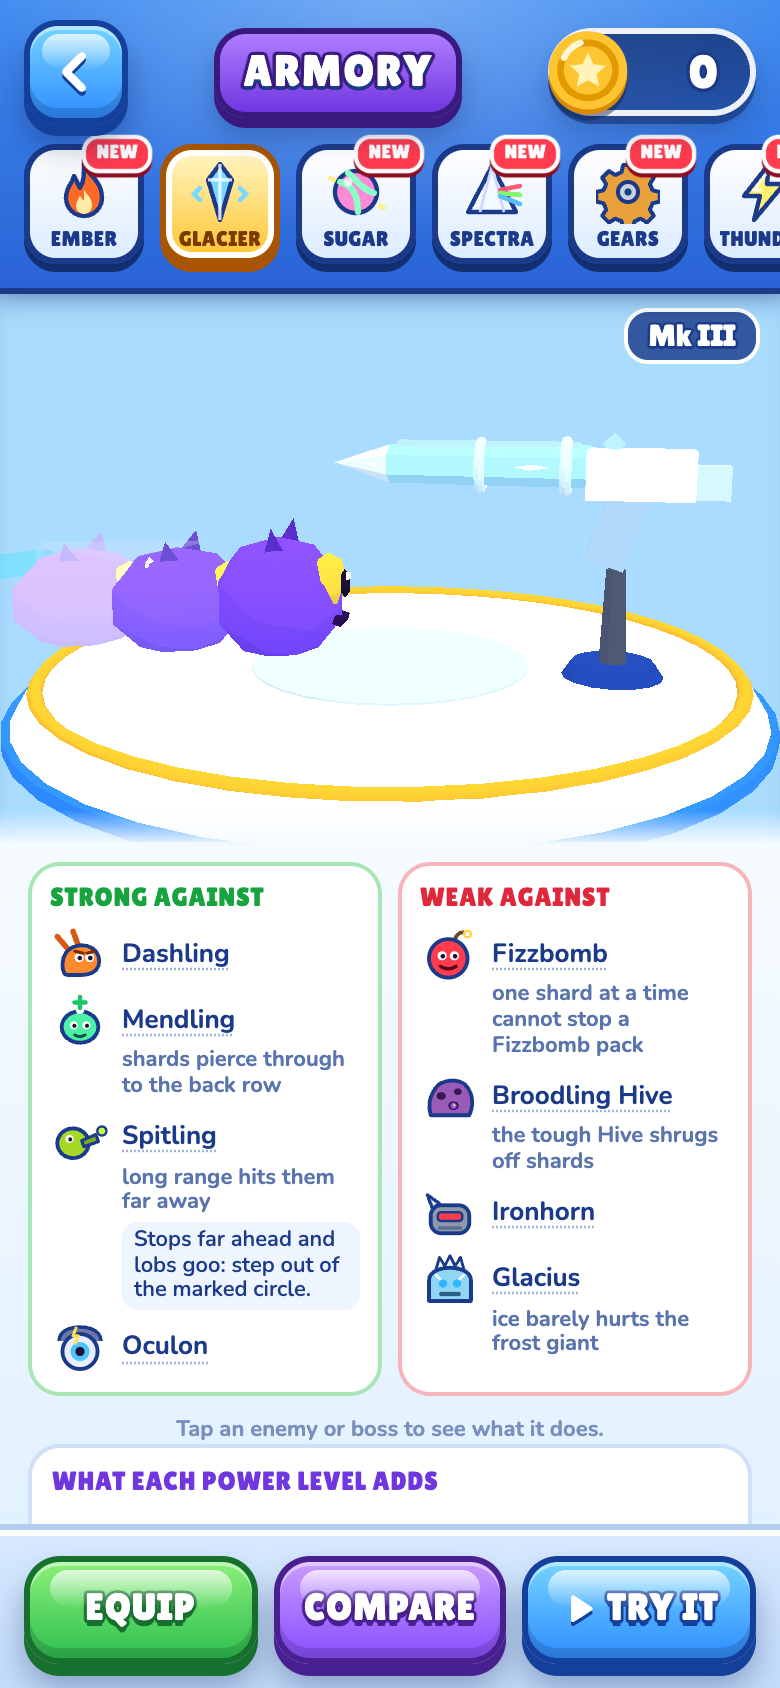 ARMORY
0
NEW
NEW
NEW
NEW
EMBER
GLACIER
SUGAR
SPECTRA
GEARS
THUND
Mk III
STRONG AGAINST
Dashling
Mendling
shards pierce through
to the back row
Spitling
long range hits them
far away
Stops far ahead and
lobs goo: step out of
the marked circle.
Oculon
WEAK AGAINST
Fizzbomb
one shard at a time
cannot stop a
Fizzbomb pack
Broodling Hive
the tough Hive shrugs
off shards
Ironhorn
Glacius
ice barely hurts the
frost giant
Tap an enemy or boss to see what it does.
WHAT EACH POWER LEVEL ADDS
EQUIP
COMPARE
TRY IT